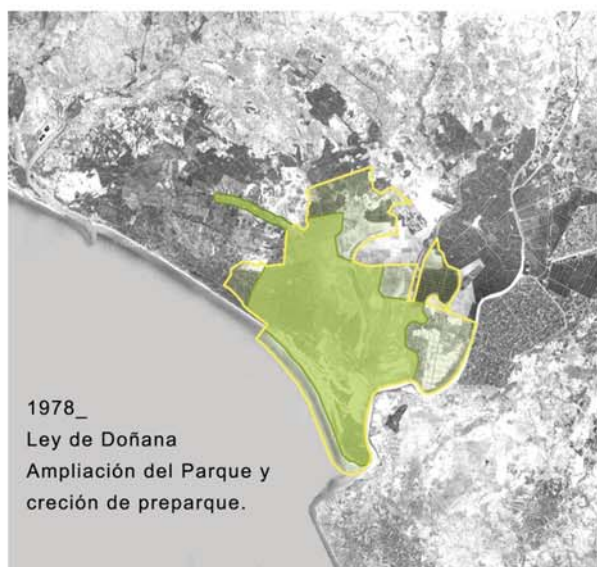 1978_
Ley de Doñana
Ampliación del Parque y
creción de preparque.